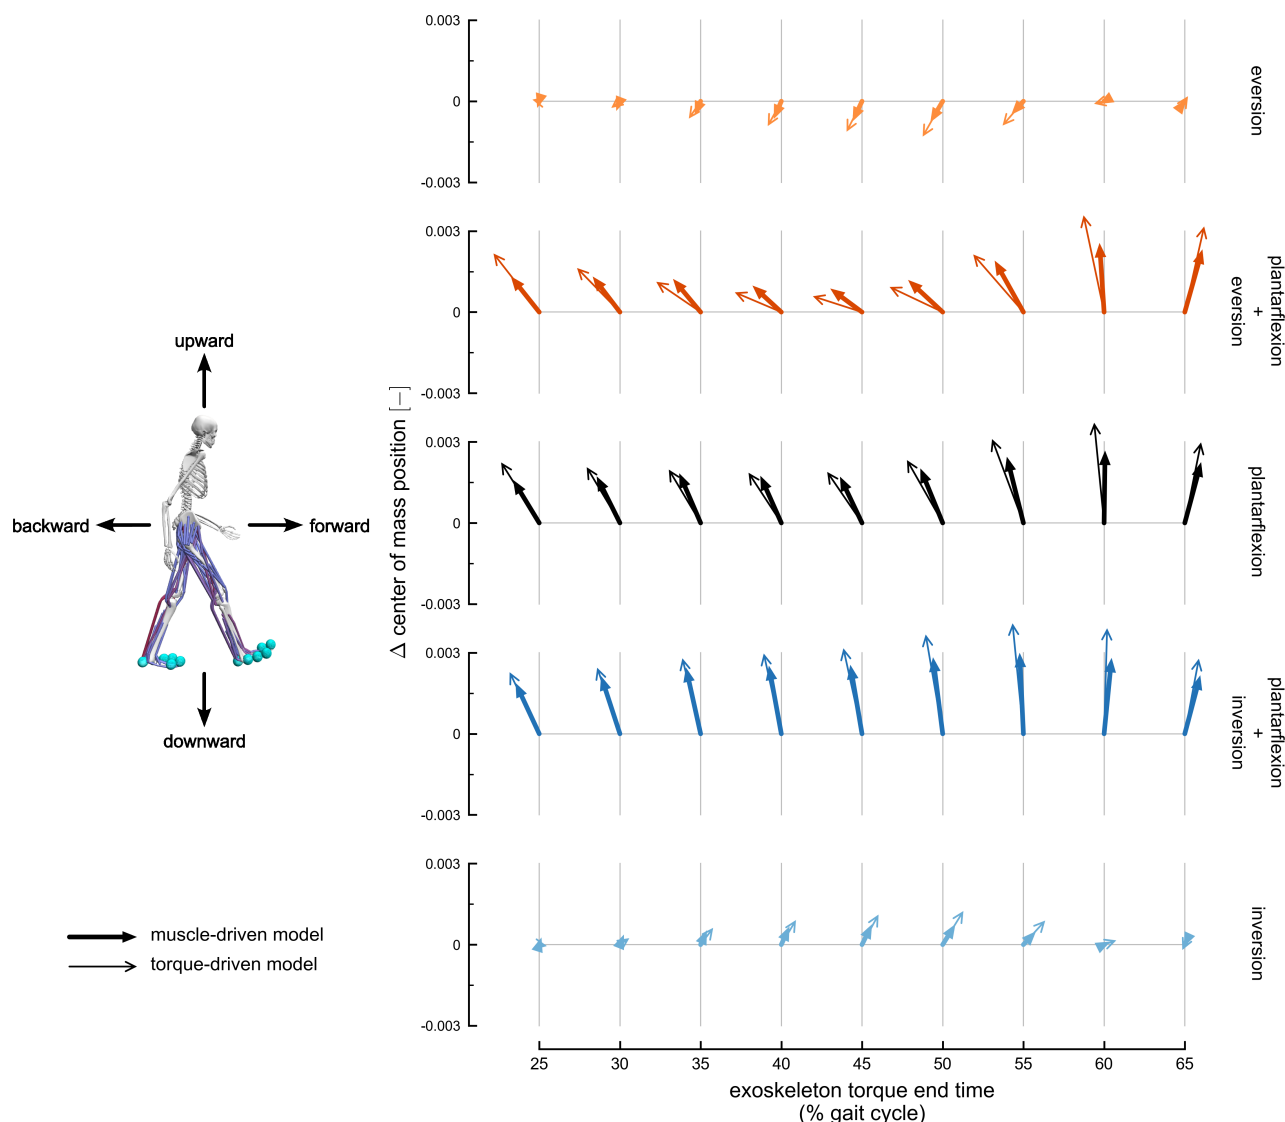 upward
backward
forward
downward
muscle-driven model
torque-driven model
Δ center of mass position [−]
0.003
0
-0.003
eversion
0.003
0
-0.003
plantarflexion
+
eversion
0.003
0
-0.003
plantarflexion
0.003
0
-0.003
plantarflexion
+
inversion
0.003
0
-0.003
inversion
25 30 35 40 45 50 55 60 65
exoskeleton torque end time
(% gait cycle)